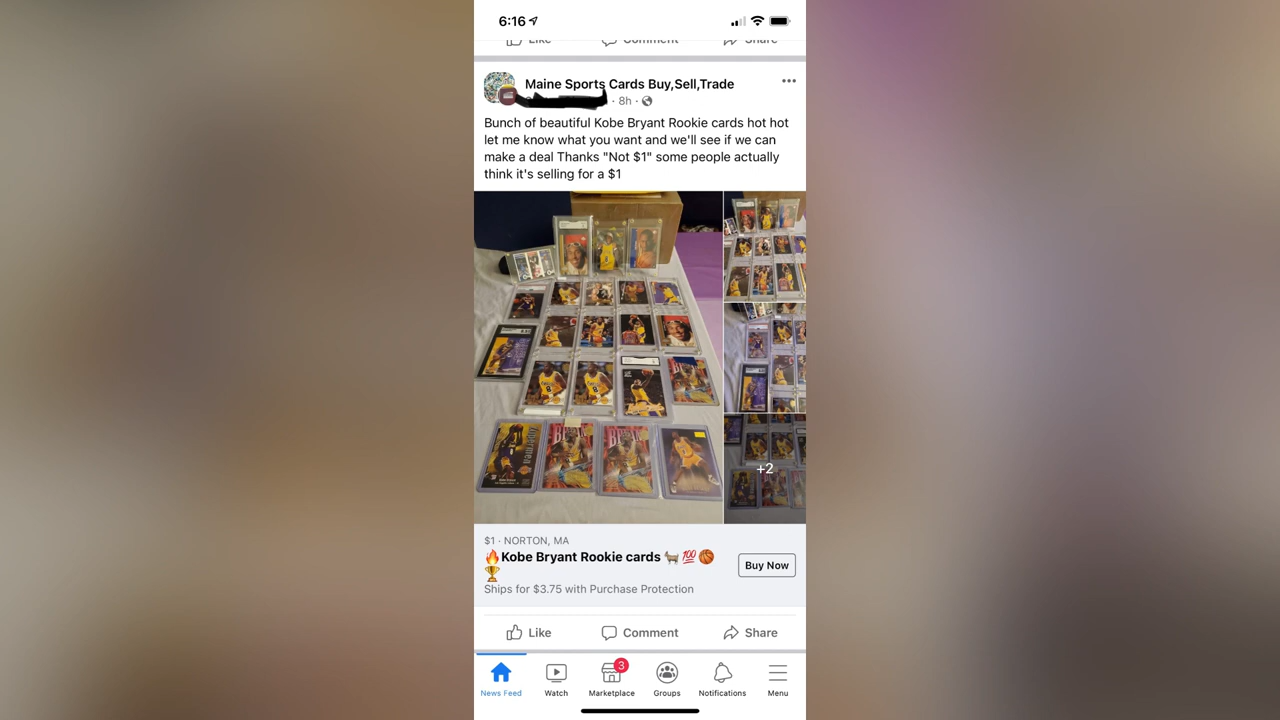 6:16
Like Comment Share
Maine Sports Cards Buy,Sell,Trade
· 8h ·
Bunch of beautiful Kobe Bryant Rookie cards hot hot
let me know what you want and we'll see if we can
make a deal Thanks "Not $1" some people actually
think it's selling for a $1
+2
$1 · NORTON, MA
🔥Kobe Bryant Rookie cards 🐐💯🏀
🏆
Buy Now
Ships for $3.75 with Purchase Protection
Like Comment Share
3
News Feed Watch Marketplace Groups Notifications Menu